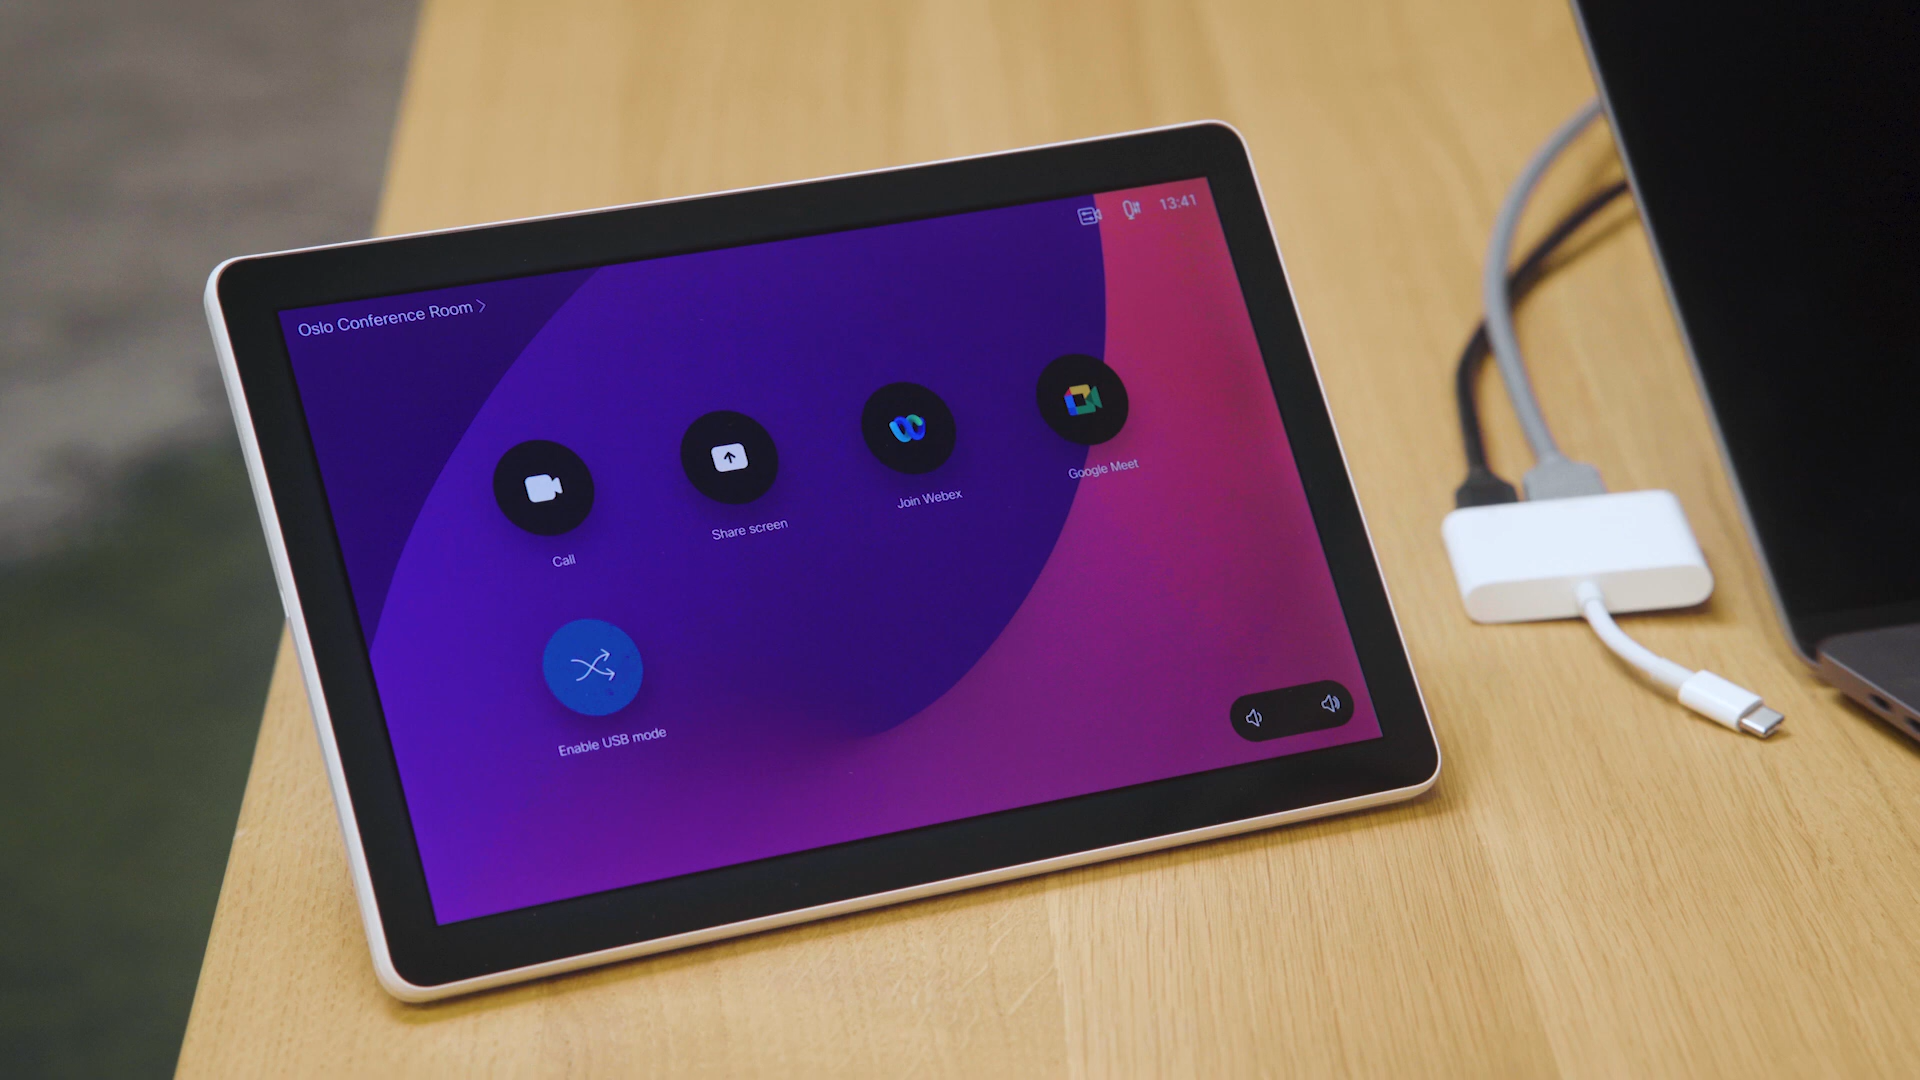 13:41
Oslo Conference Room
Call
Share screen
Join Webex
Google Meet
Enable USB mode